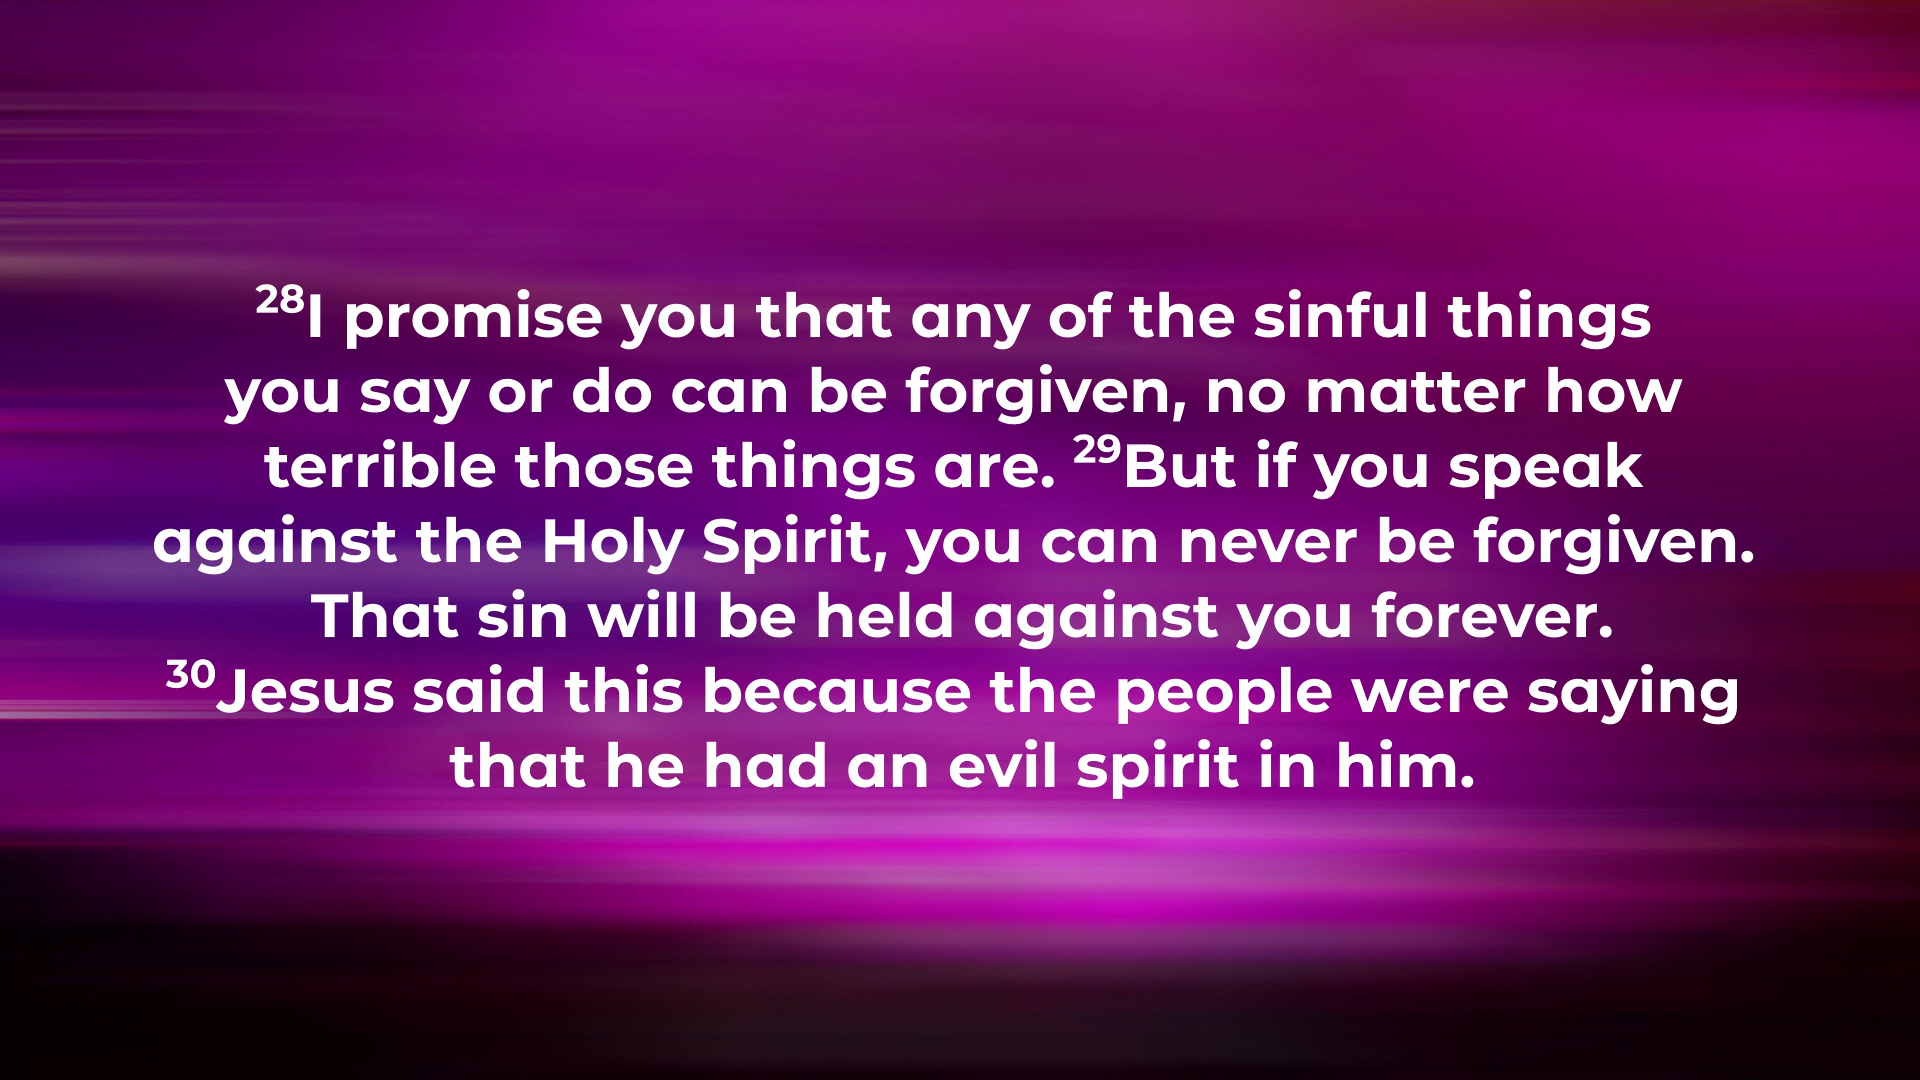 ²⁸I promise you that any of the sinful things
you say or do can be forgiven, no matter how
terrible those things are. ²⁹But if you speak
against the Holy Spirit, you can never be forgiven.
That sin will be held against you forever.
³⁰Jesus said this because the people were saying
that he had an evil spirit in him.